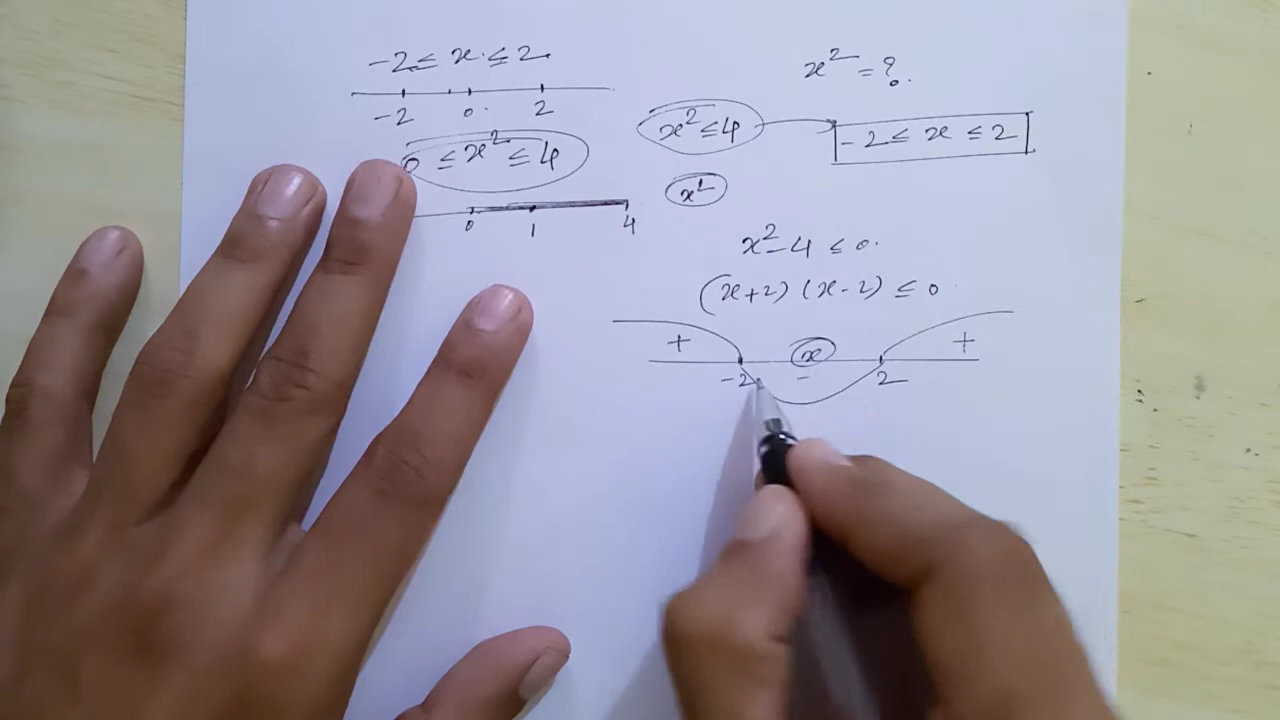 -2 ≤ x ≤ 2
-2 0 2
0 ≤ x² ≤ 4
0 1 4
x² = ?
x² ≤ 4
-2 ≤ x ≤ 2
x²
x² - 4 ≤ 0
(x+2) (x-2) ≤ 0
+ x +
-2 - 2